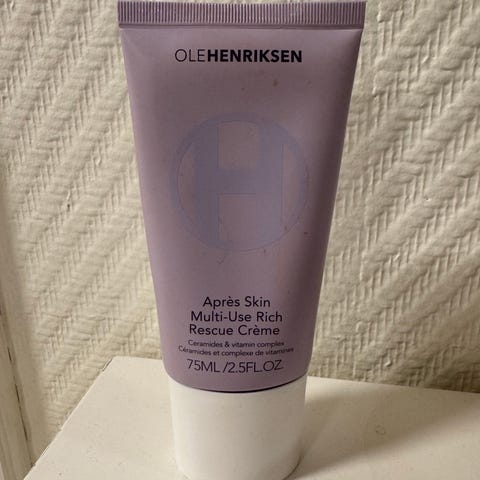 OLEHENRIKSEN
Après Skin
Multi-Use Rich
Rescue Crème
Ceramides & vitamin complex
Céramides et complexe de vitamines
75ML/2.5FL.OZ.